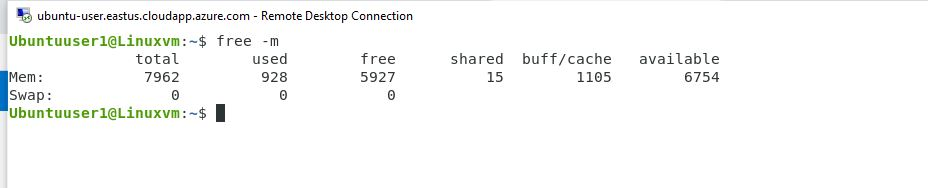 ubuntu-user.eastus.cloudapp.azure.com - Remote Desktop Connection
Ubuntuuser1@Linuxvm:~$ free -m
              total        used        free      shared  buff/cache   available
Mem:           7962         928        5927          15        1105        6754
Swap:             0           0           0
Ubuntuuser1@Linuxvm:~$